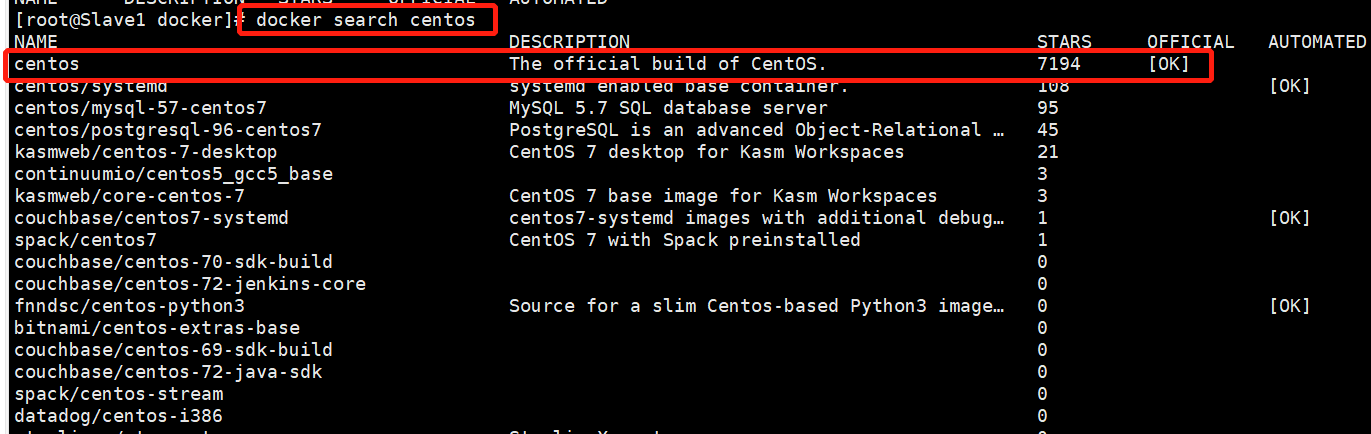 NAME DESCRIPTION STARS OFFICIAL AUTOMATED
[root@Slave1 docker]# docker search centos
NAME DESCRIPTION STARS OFFICIAL AUTOMATED
centos The official build of CentOS. 7194 [OK]
centos/systemd systemd enabled base container. 108 [OK]
centos/mysql-57-centos7 MySQL 5.7 SQL database server 95
centos/postgresql-96-centos7 PostgreSQL is an advanced Object-Relational … 45
kasmweb/centos-7-desktop CentOS 7 desktop for Kasm Workspaces 21
continuumio/centos5_gcc5_base 3
kasmweb/core-centos-7 CentOS 7 base image for Kasm Workspaces 3
couchbase/centos7-systemd centos7-systemd images with additional debug… 1 [OK]
spack/centos7 CentOS 7 with Spack preinstalled 1
couchbase/centos-70-sdk-build 0
couchbase/centos-72-jenkins-core 0
fnndsc/centos-python3 Source for a slim Centos-based Python3 image… 0 [OK]
bitnami/centos-extras-base 0
couchbase/centos-69-sdk-build 0
couchbase/centos-72-java-sdk 0
spack/centos-stream 0
datadog/centos-i386 0